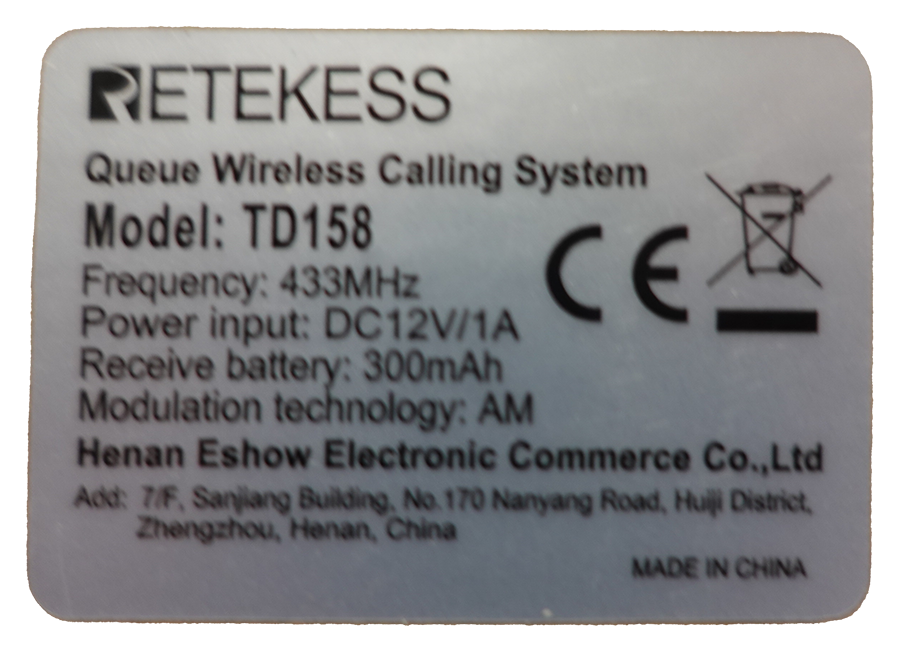 RETEKESS
Queue Wireless Calling System
Model: TD158
Frequency: 433MHz
Power input: DC12V/1A
Receive battery: 300mAh
Modulation technology: AM
CE
Henan Eshow Electronic Commerce Co.,Ltd
Add: 7/F, Sanjiang Building, No.170 Nanyang Road, Huiji District,
Zhengzhou, Henan, China
MADE IN CHINA